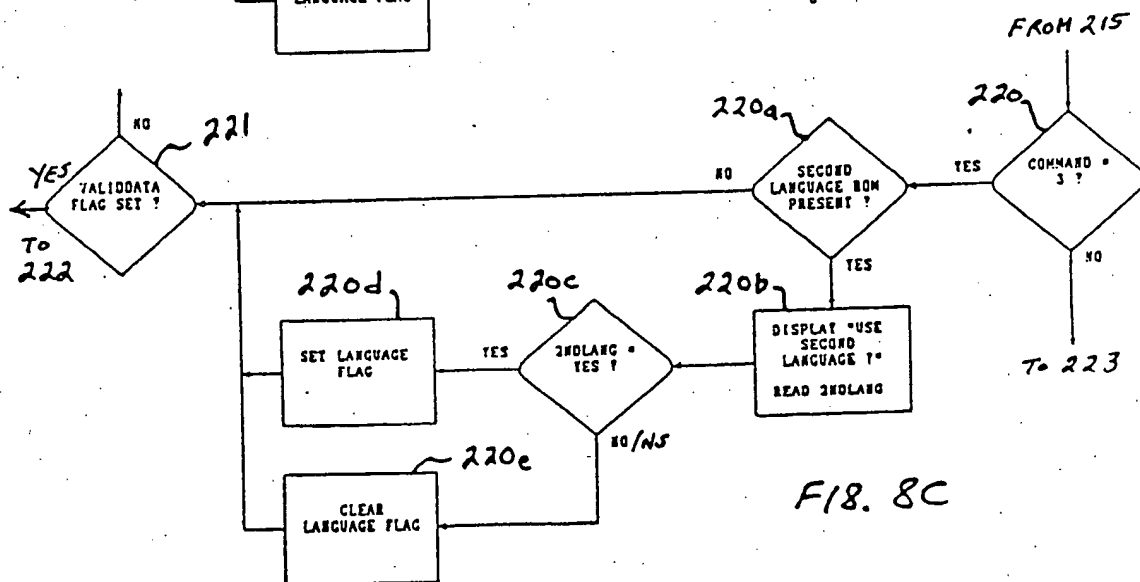 LANGUAGE FLAG
FROM 215
220
220a
221
NO
YES
VALIDDATA
FLAG SET ?
To
222
NO
SECOND
LANGUAGE ROM
PRESENT ?
YES
COMMAND =
3 ?
NO
To 223
YES
220b
DISPLAY "USE
SECOND
LANGUAGE ?"
READ 2NDLANG
220c
2NDLANG =
YES ?
YES
NO/NS
220d
SET LANGUAGE
FLAG
220e
CLEAR
LANGUAGE FLAG
FIG. 8C